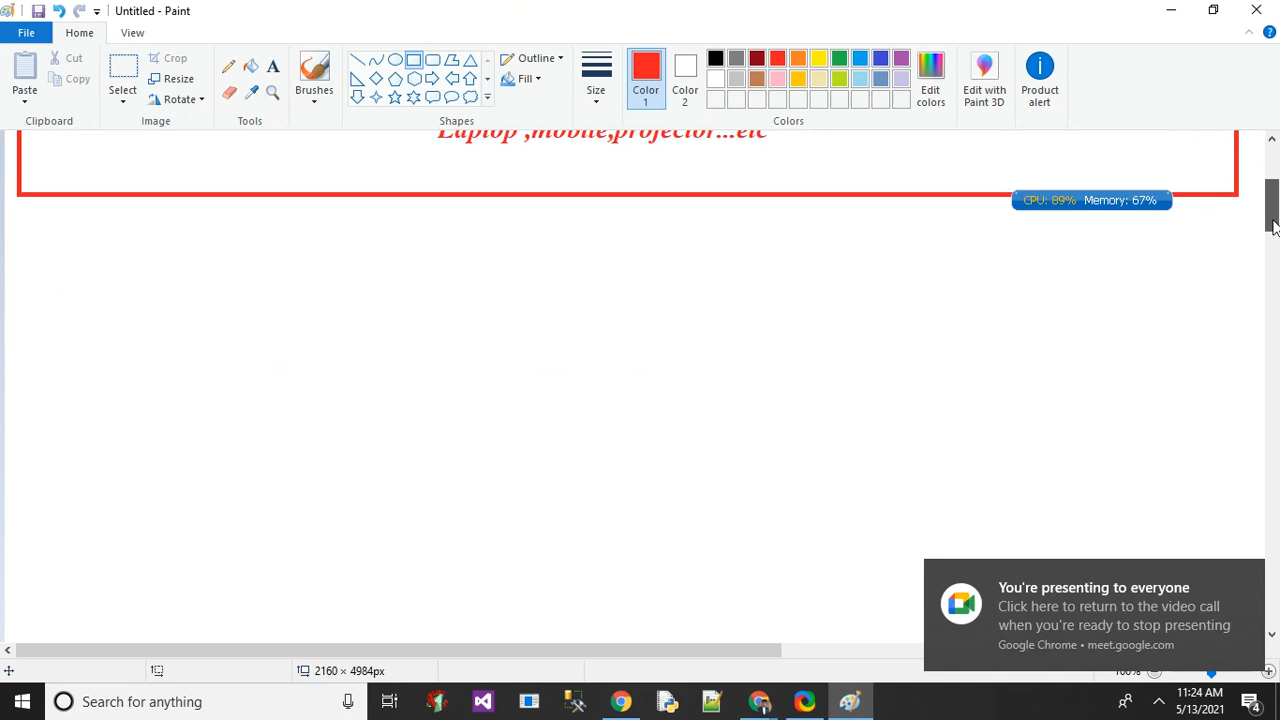 Untitled - Paint
File
Home
View
Paste
Cut
Copy
Clipboard
Select
Crop
Resize
Rotate
Image
Tools
Brushes
Shapes
Outline
Fill
Size
Color 1
Color 2
Edit colors
Colors
Edit with Paint 3D
Product alert
Laptop ,mobile,projector...etc
CPU: 89% Memory: 67%
You're presenting to everyone
Click here to return to the video call
when you're ready to stop presenting
Google Chrome • meet.google.com
2160 × 4984px
100%
Search for anything
11:24 AM
5/13/2021
4